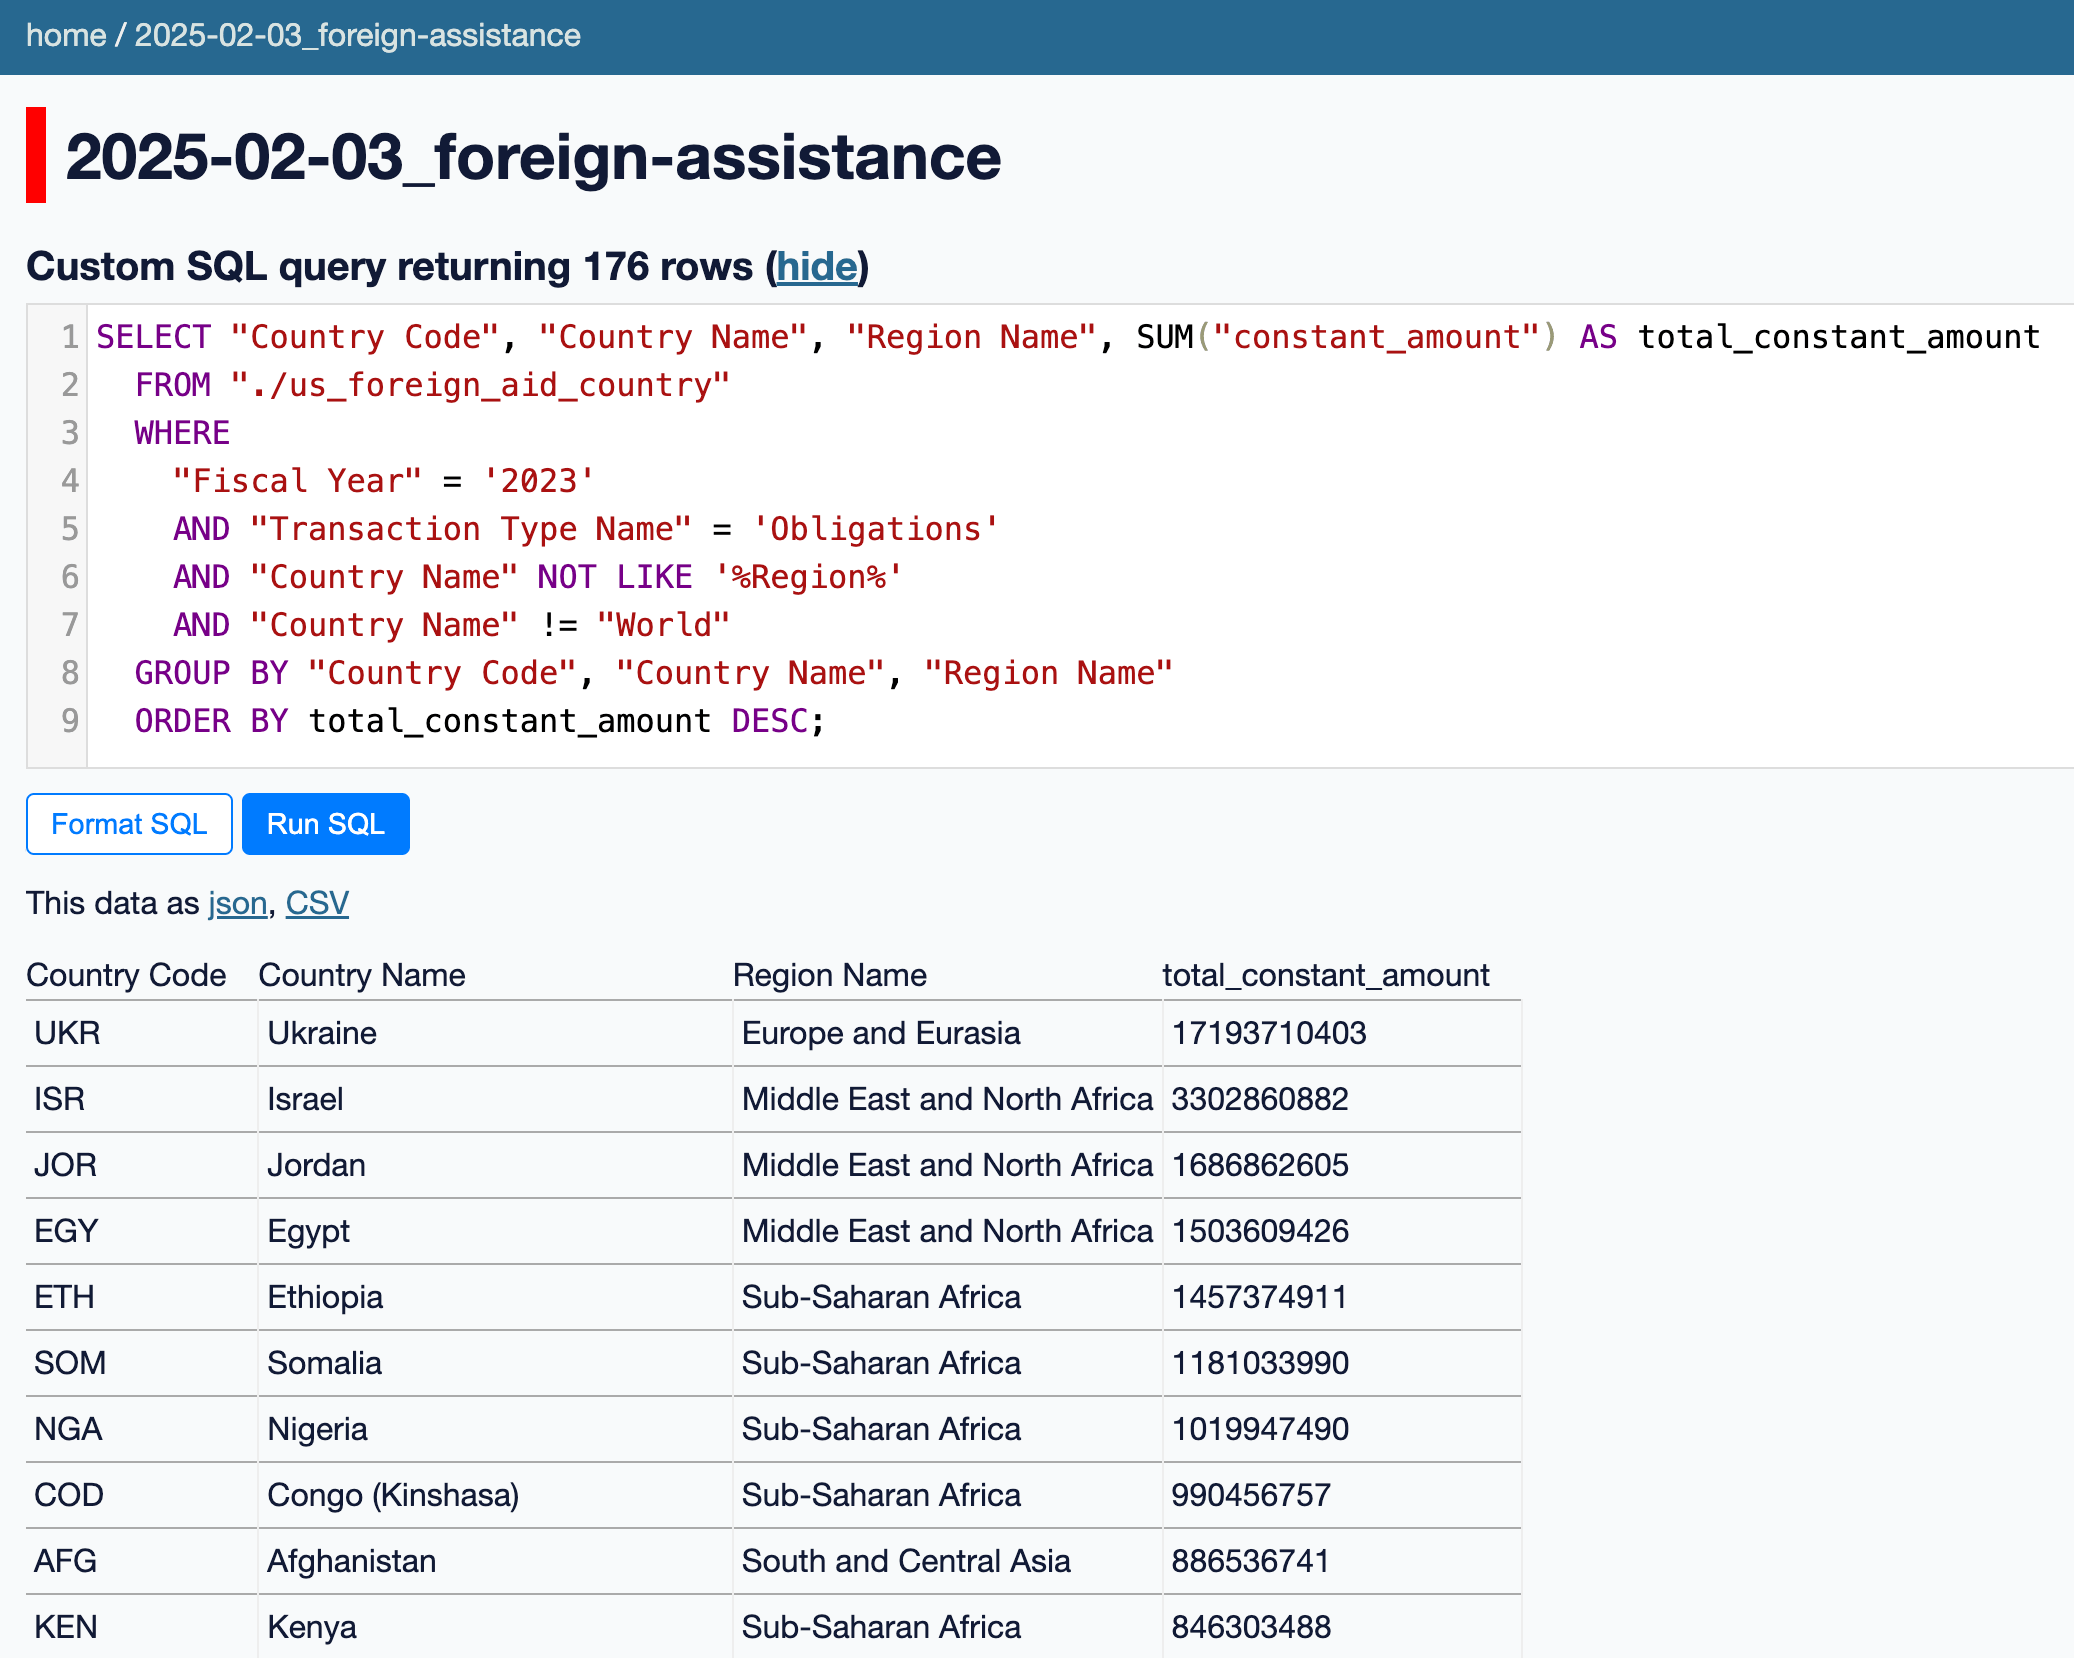 home / 2025-02-03_foreign-assistance
2025-02-03_foreign-assistance
Custom SQL query returning 176 rows (hide)
1 SELECT "Country Code", "Country Name", "Region Name", SUM("constant_amount") AS total_constant_amount
2   FROM "./us_foreign_aid_country"
3   WHERE
4     "Fiscal Year" = '2023'
5     AND "Transaction Type Name" = 'Obligations'
6     AND "Country Name" NOT LIKE '%Region%'
7     AND "Country Name" != "World"
8   GROUP BY "Country Code", "Country Name", "Region Name"
9   ORDER BY total_constant_amount DESC;
Format SQL Run SQL
This data as json, CSV
Country Code Country Name Region Name total_constant_amount
UKR Ukraine Europe and Eurasia 17193710403
ISR Israel Middle East and North Africa 3302860882
JOR Jordan Middle East and North Africa 1686862605
EGY Egypt Middle East and North Africa 1503609426
ETH Ethiopia Sub-Saharan Africa 1457374911
SOM Somalia Sub-Saharan Africa 1181033990
NGA Nigeria Sub-Saharan Africa 1019947490
COD Congo (Kinshasa) Sub-Saharan Africa 990456757
AFG Afghanistan South and Central Asia 886536741
KEN Kenya Sub-Saharan Africa 846303488